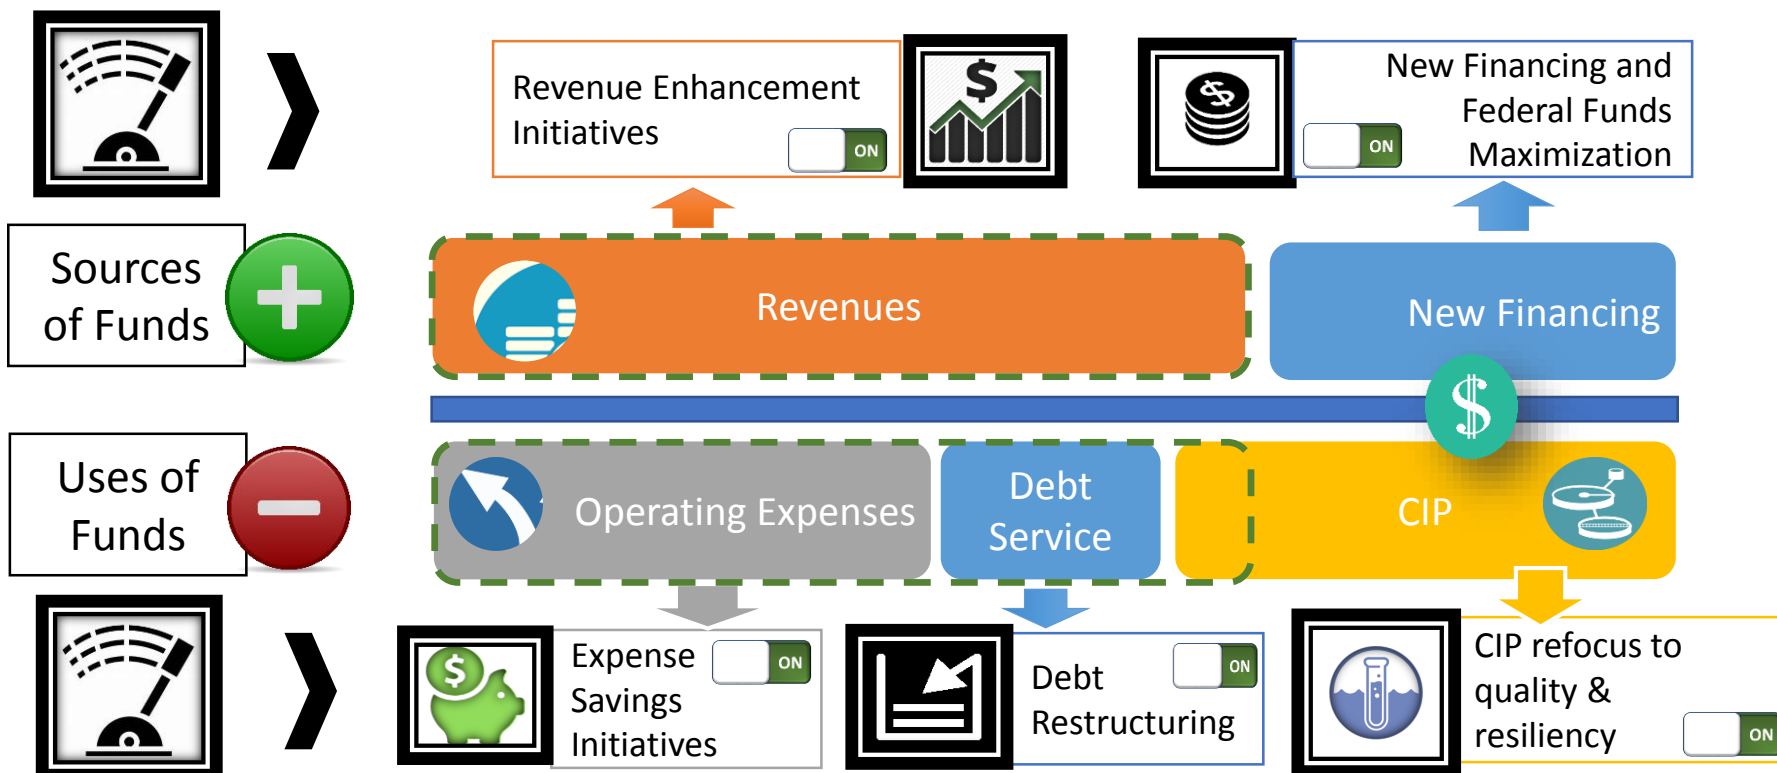 Revenue Enhancement
Initiatives
ON
$
$
New Financing and
Federal Funds
Maximization
ON
Sources
of Funds
Revenues
New Financing
$
Uses of
Funds
Operating Expenses
Debt
Service
CIP
$
Expense
Savings
Initiatives
ON
Debt
Restructuring
ON
CIP refocus to
quality &
resiliency
ON